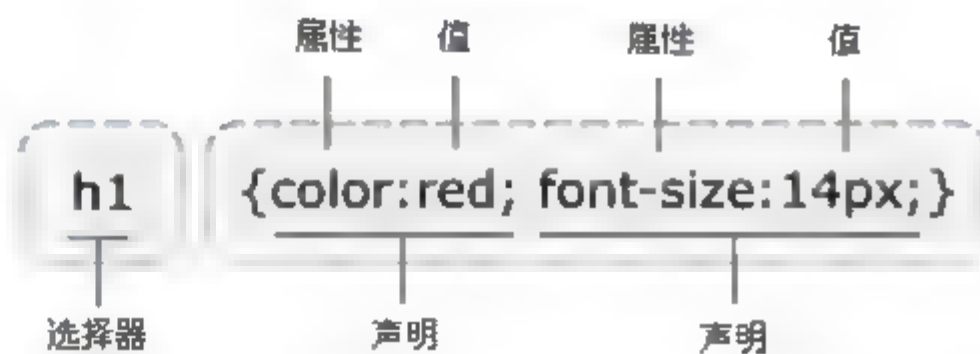 属性 值 属性 值
h1 {color:red; font-size:14px;}
选择器 声明 声明